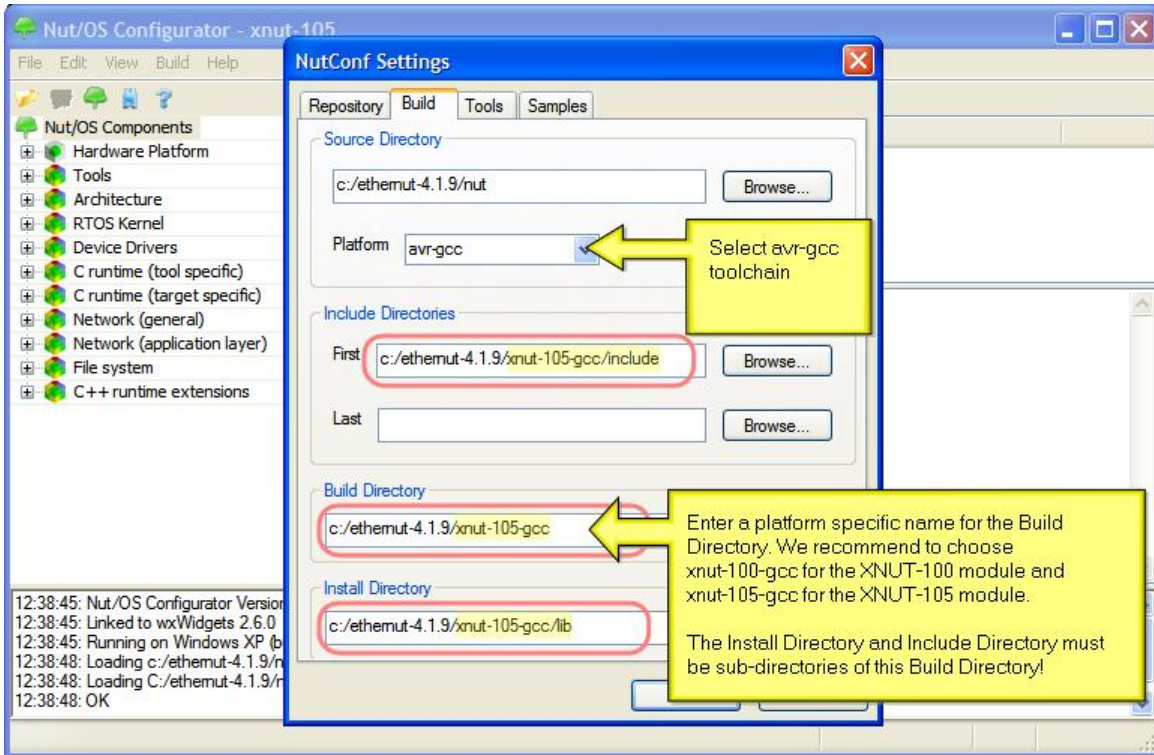 Nut/OS Configurator - xnut-105
File Edit View Build Help
Nut/OS Components
Hardware Platform
Tools
Architecture
RTOS Kernel
Device Drivers
C runtime (tool specific)
C runtime (target specific)
Network (general)
Network (application layer)
File system
C++ runtime extensions
NutConf Settings
Repository Build Tools Samples
Source Directory
c:/ethernut-4.1.9/nut
Browse...
Platform avr-gcc
Select avr-gcc
toolchain
Include Directories
First c:/ethernut-4.1.9/xnut-105-gcc/include
Browse...
Last
Browse...
Build Directory
c:/ethernut-4.1.9/xnut-105-gcc
Enter a platform specific name for the Build
Directory. We recommend to choose
xnut-100-gcc for the XNUT-100 module and
xnut-105-gcc for the XNUT-105 module.
The Install Directory and Include Directory must
be sub-directories of this Build Directory!
Install Directory
c:/ethernut-4.1.9/xnut-105-gcc/lib
12:38:45: Nut/OS Configurator Version
12:38:45: Linked to wxWidgets 2.6.0
12:38:45: Running on Windows XP (b
12:38:48: Loading c:/ethernut-4.1.9/n
12:38:48: Loading C:/ethernut-4.1.9/n
12:38:48: OK